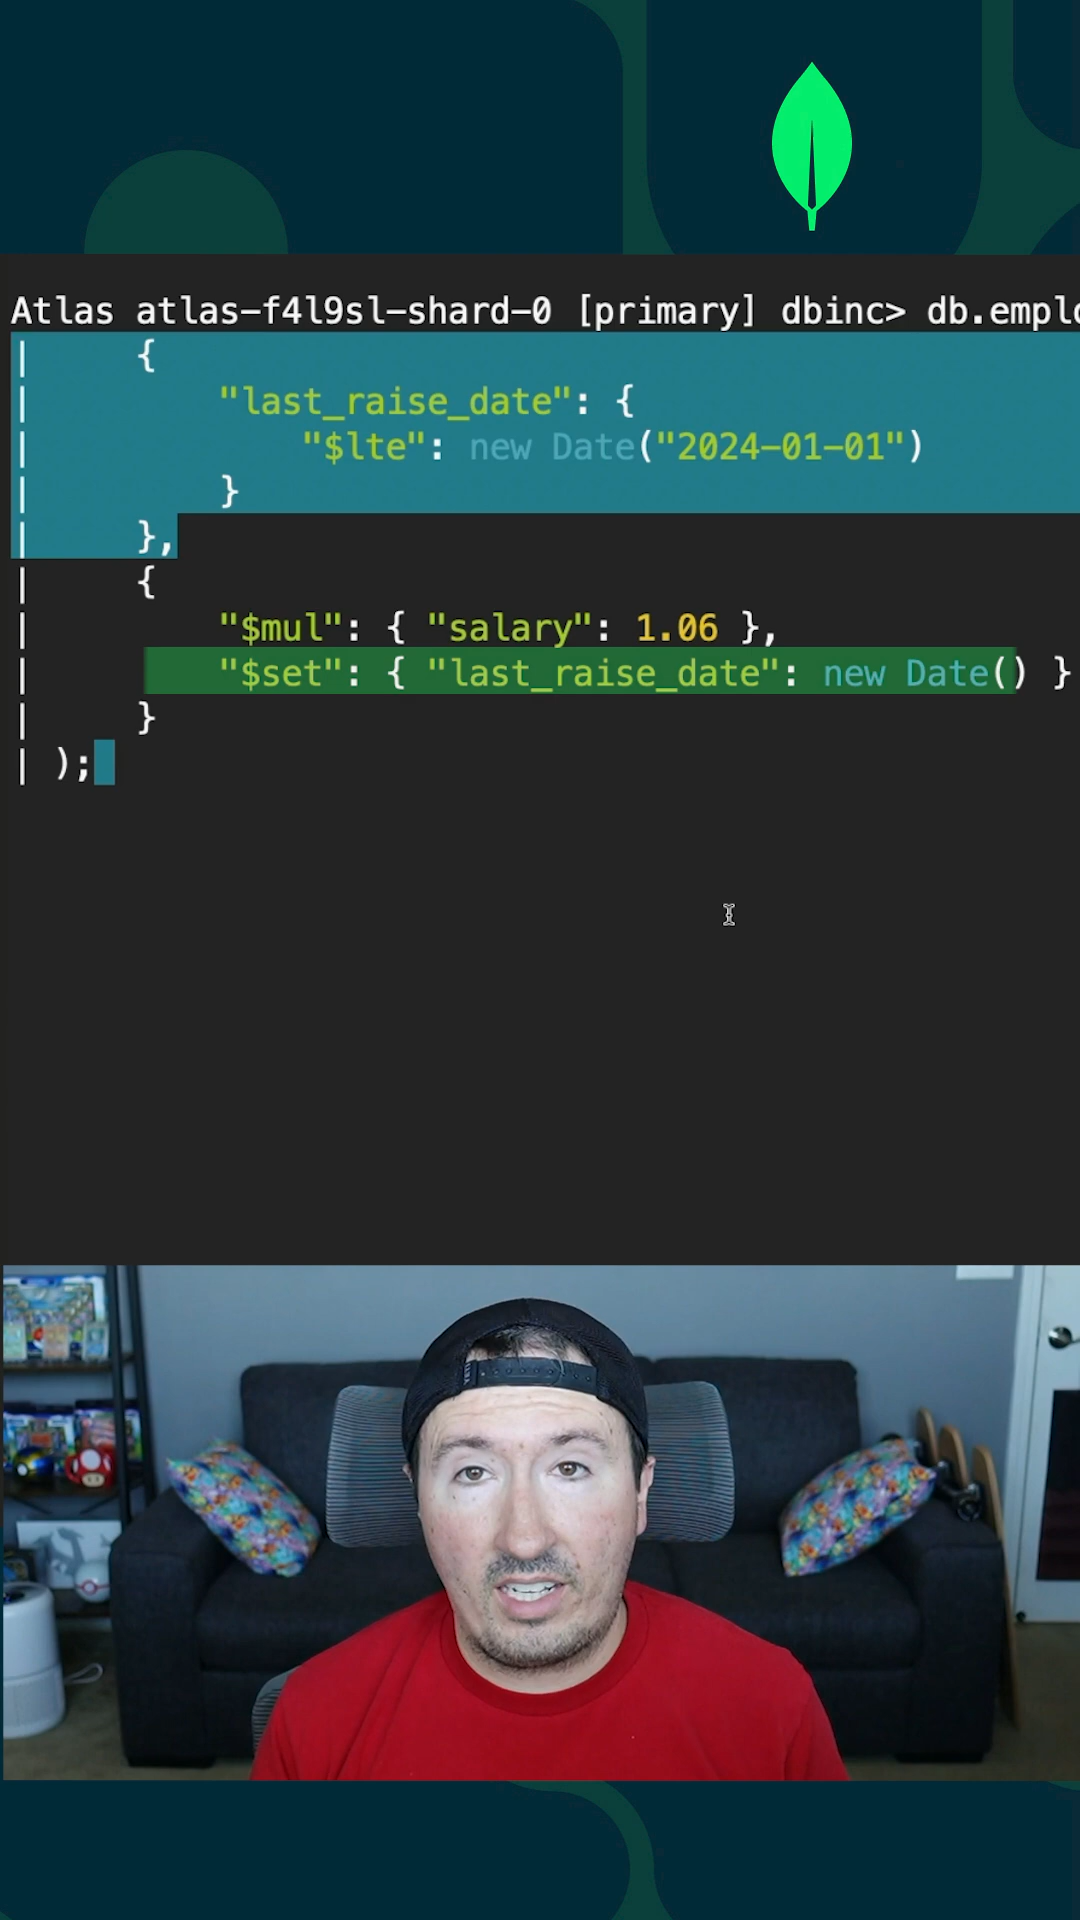 Atlas atlas-f4l9sl-shard-0 [primary] dbinc> db.emplo
| {
| "last_raise_date": {
| "$lte": new Date("2024-01-01")
| }
| },
| {
| "$mul": { "salary": 1.06 },
| "$set": { "last_raise_date": new Date() }
| }
| );